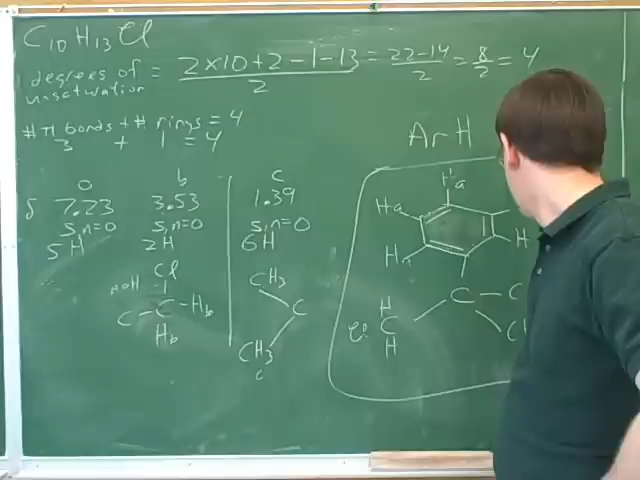 C10H13Cl
degrees of unsaturation = 2×10+2-1-13 / 2 = 22-14 / 2 = 8 / 2 = 4
# π bonds + # rings = 4
3 + 1 = 4
ArH
a b c
δ 7.23 3.53 1.39
s, n=0 s, n=0 s, n=0
5H 2H 6H
Cl
C - C - Hb
Hb
CH3
C
CH3
c
Ha
Ha
H
H
C - C
H
Cl C
H